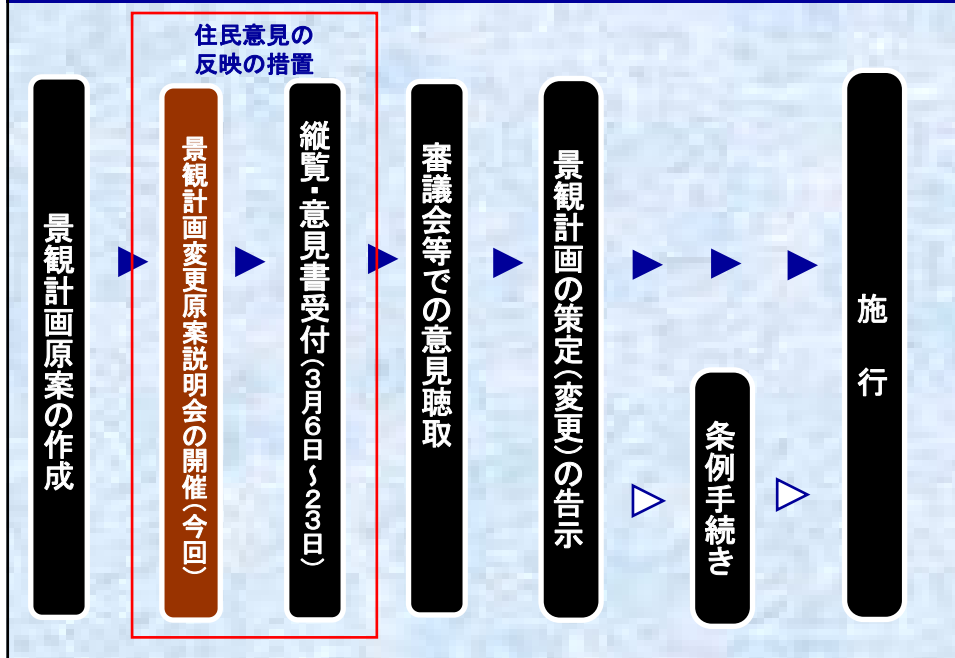 住民意見の
反映の措置
景観計画原案の作成
景観計画変更原案説明会の開催(今回)
縦覧・意見書受付(3月6日~23日)
審議会等での意見聴取
景観計画の策定(変更)の告示
条例手続き
施行